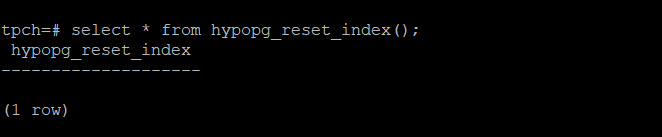 tpch=# select * from hypopg_reset_index();
 hypopg_reset_index
--------------------

(1 row)